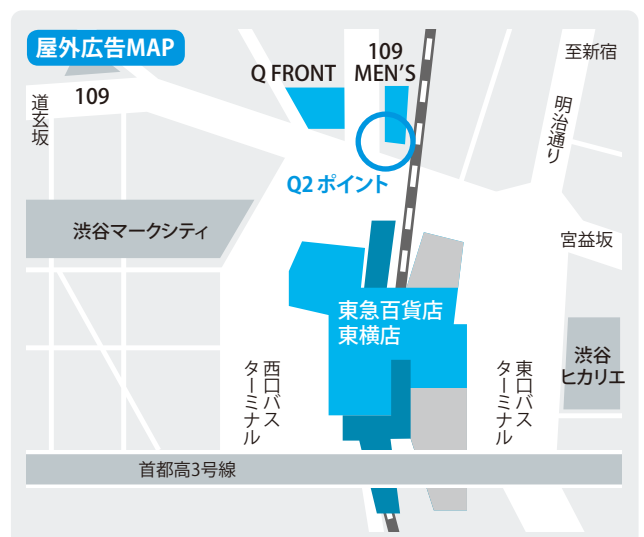 屋外広告MAP
Q FRONT
109
MEN'S
至新宿
109
道玄坂
明治通り
Q2 ポイント
渋谷マークシティ
宮益坂
東急百貨店
東横店
渋谷
ヒカリエ
西口バス
ターミナル
東口バス
ターミナル
首都高3号線